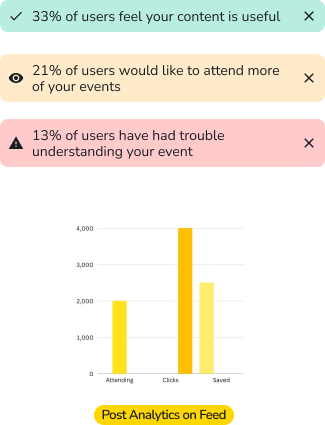 33% of users feel your content is useful
21% of users would like to attend more
of your events
13% of users have had trouble
understanding your event
4,000
3,000
2,000
1,000
0
Attending Clicks Saved
Post Analytics on Feed